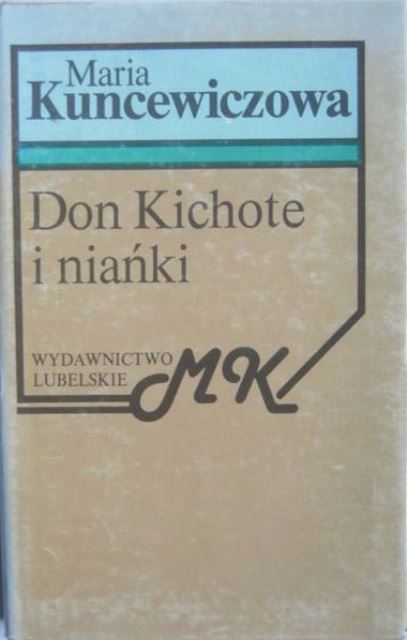 Maria
Kuncewiczowa
Don Kichote
i niańki
WYDAWNICTWO
LUBELSKIE
MK